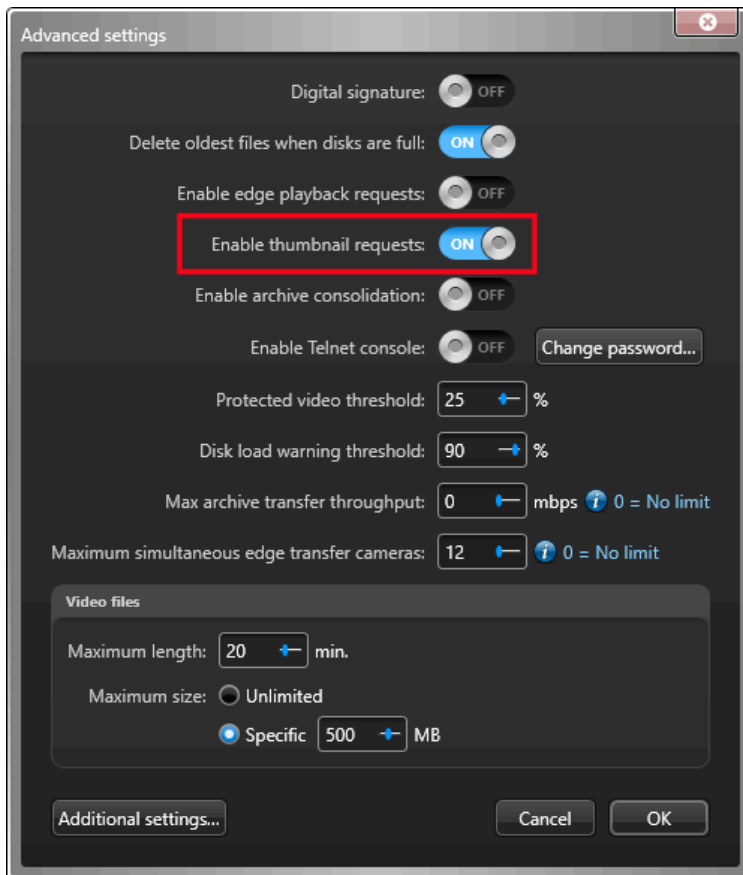 Advanced settings
Digital signature: OFF
Delete oldest files when disks are full: ON
Enable edge playback requests: OFF
Enable thumbnail requests: ON
Enable archive consolidation: OFF
Enable Telnet console: OFF Change password...
Protected video threshold: 25 %
Disk load warning threshold: 90 %
Max archive transfer throughput: 0 mbps i 0 = No limit
Maximum simultaneous edge transfer cameras: 12 i 0 = No limit
Video files
Maximum length: 20 min.
Maximum size: Unlimited
Specific 500 MB
Additional settings... Cancel OK